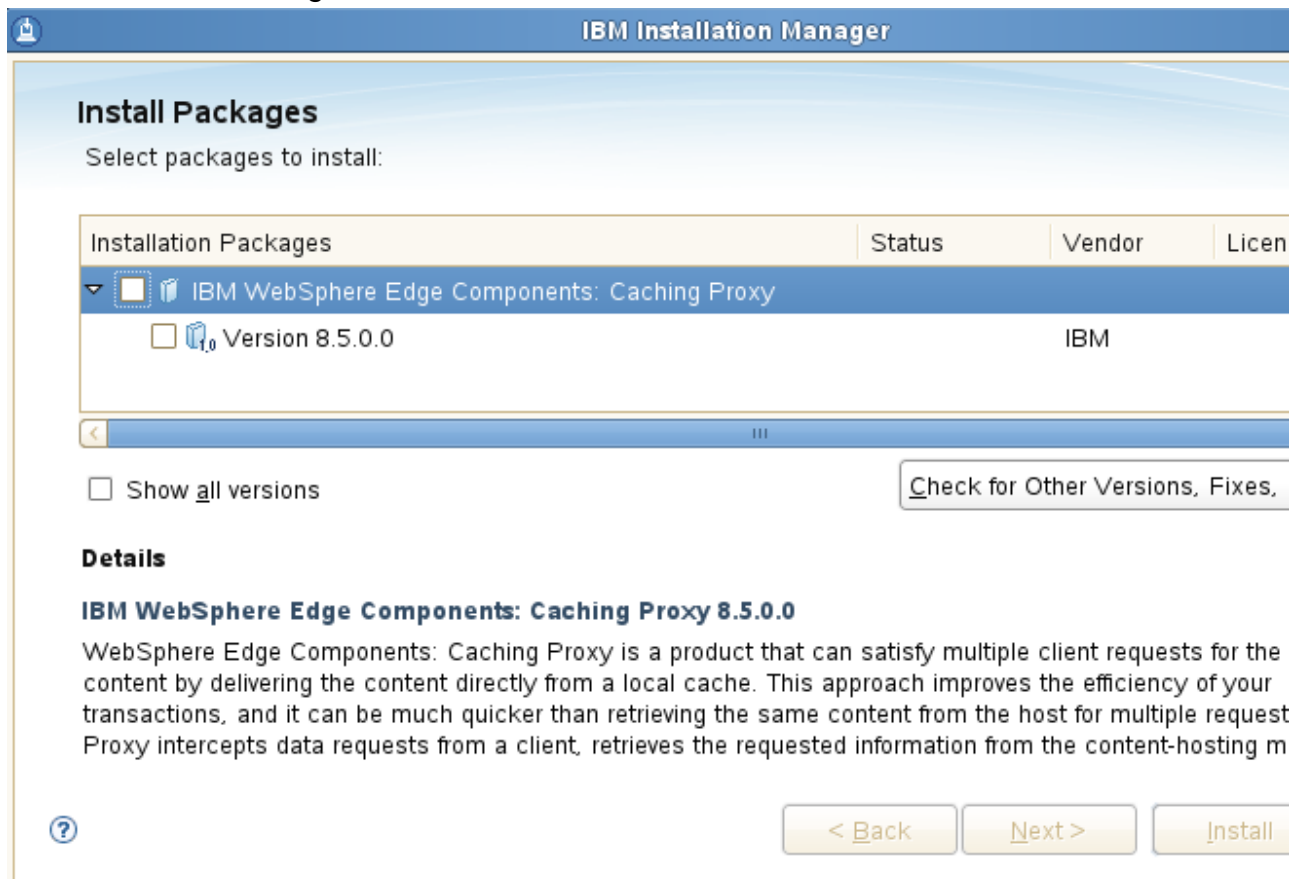 IBM Installation Manager
Install Packages
Select packages to install:
Installation Packages Status Vendor Licen
IBM WebSphere Edge Components: Caching Proxy
Version 8.5.0.0 IBM
Show all versions
Check for Other Versions, Fixes,
Details
IBM WebSphere Edge Components: Caching Proxy 8.5.0.0
WebSphere Edge Components: Caching Proxy is a product that can satisfy multiple client requests for the
content by delivering the content directly from a local cache. This approach improves the efficiency of your
transactions, and it can be much quicker than retrieving the same content from the host for multiple request
Proxy intercepts data requests from a client, retrieves the requested information from the content-hosting m
? < Back Next > Install